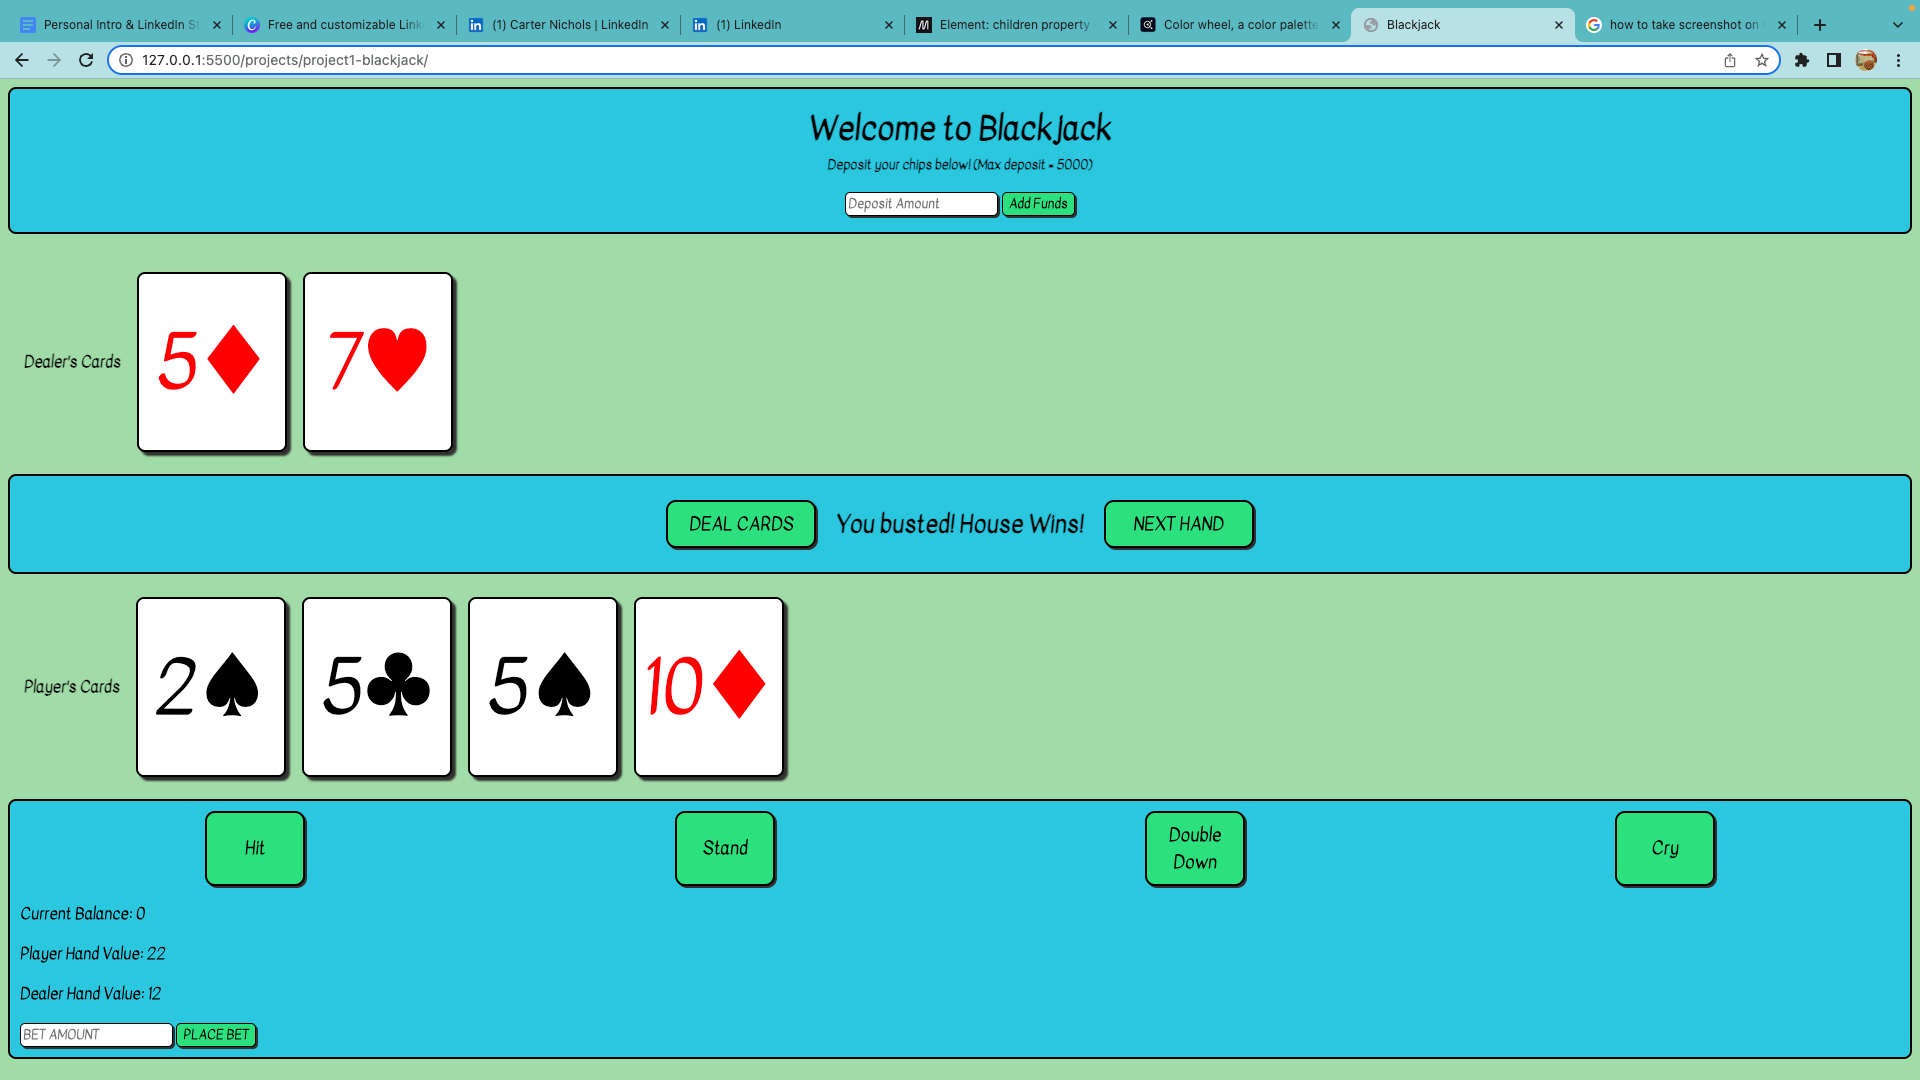 Personal Intro & LinkedIn St
Free and customizable Link
(1) Carter Nichols | LinkedIn
(1) LinkedIn
Element: children property
Color wheel, a color palette
Blackjack
how to take screenshot on
127.0.0.1:5500/projects/project1-blackjack/
Welcome to BlackJack
Deposit your chips below! (Max deposit = 5000)
Deposit Amount
Add Funds
Dealer's Cards
5♦
7♥
DEAL CARDS
You busted! House Wins!
NEXT HAND
Player's Cards
2♠
5♣
5♠
10♦
Hit
Stand
Double
Down
Cry
Current Balance: 0
Player Hand Value: 22
Dealer Hand Value: 12
BET AMOUNT
PLACE BET